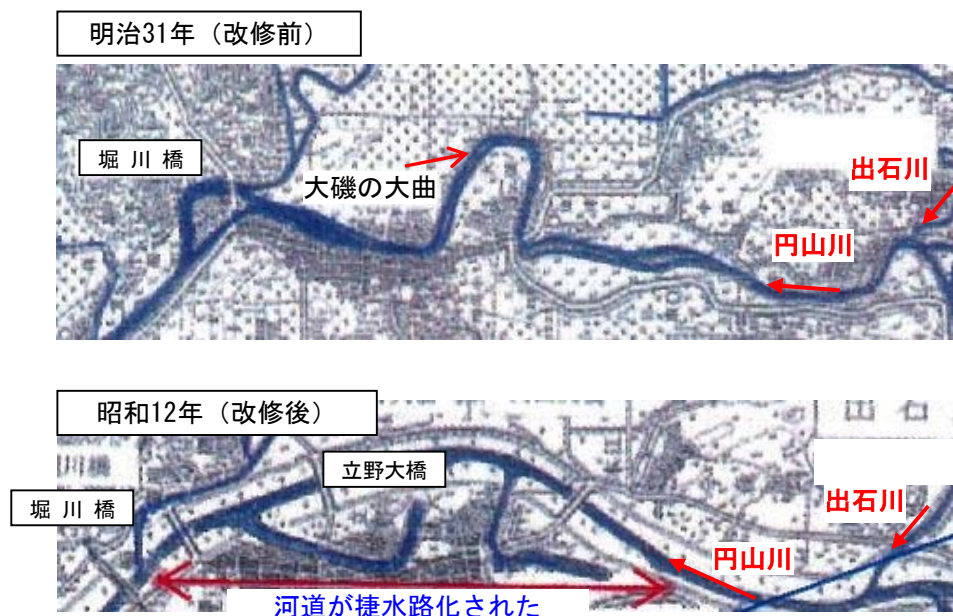 明治31年（改修前）
堀川橋
大磯の大曲
出石川
円山川
昭和12年（改修後）
出石
立野大橋
堀川橋
出石川
円山川
河道が捷水路化された